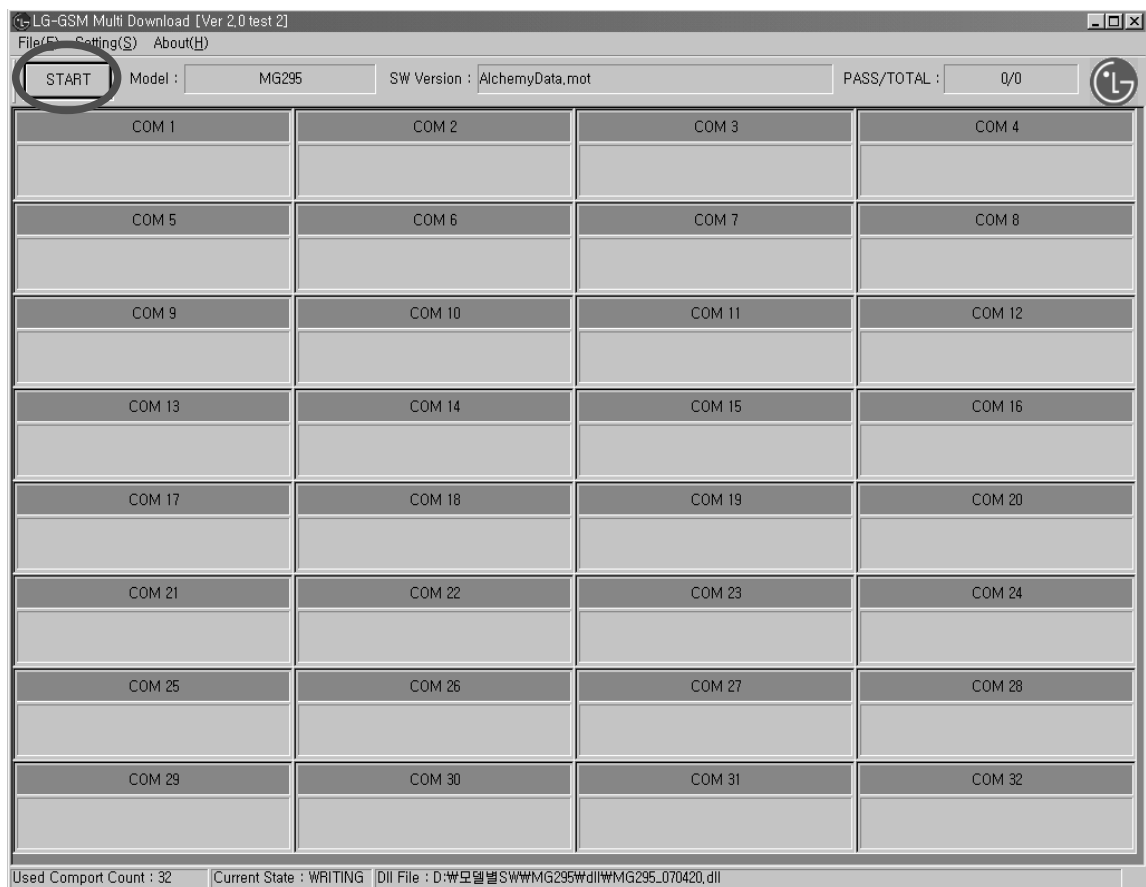 LG-GSM Multi Download [Ver 2,0 test 2]
File(F) Setting(S) About(H)
START Model : MG295 SW Version : AlchemyData,mot PASS/TOTAL : 0/0
COM 1 COM 2 COM 3 COM 4
COM 5 COM 6 COM 7 COM 8
COM 9 COM 10 COM 11 COM 12
COM 13 COM 14 COM 15 COM 16
COM 17 COM 18 COM 19 COM 20
COM 21 COM 22 COM 23 COM 24
COM 25 COM 26 COM 27 COM 28
COM 29 COM 30 COM 31 COM 32
Used Comport Count : 32 Current State : WRITING Dll File : D:₩모델별SW₩MG295₩dll₩MG295_070420,dll